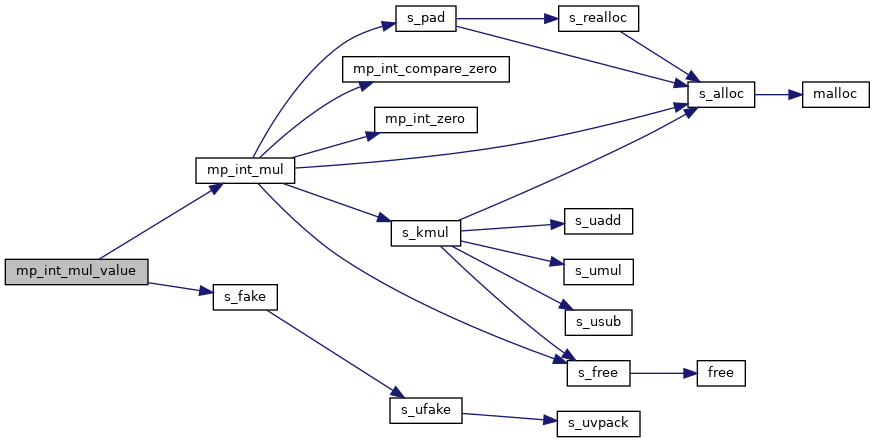 s_pad
s_realloc
mp_int_compare_zero
s_alloc
malloc
mp_int_zero
mp_int_mul
s_kmul
s_uadd
mp_int_mul_value
s_umul
s_fake
s_usub
s_free
free
s_ufake
s_uvpack